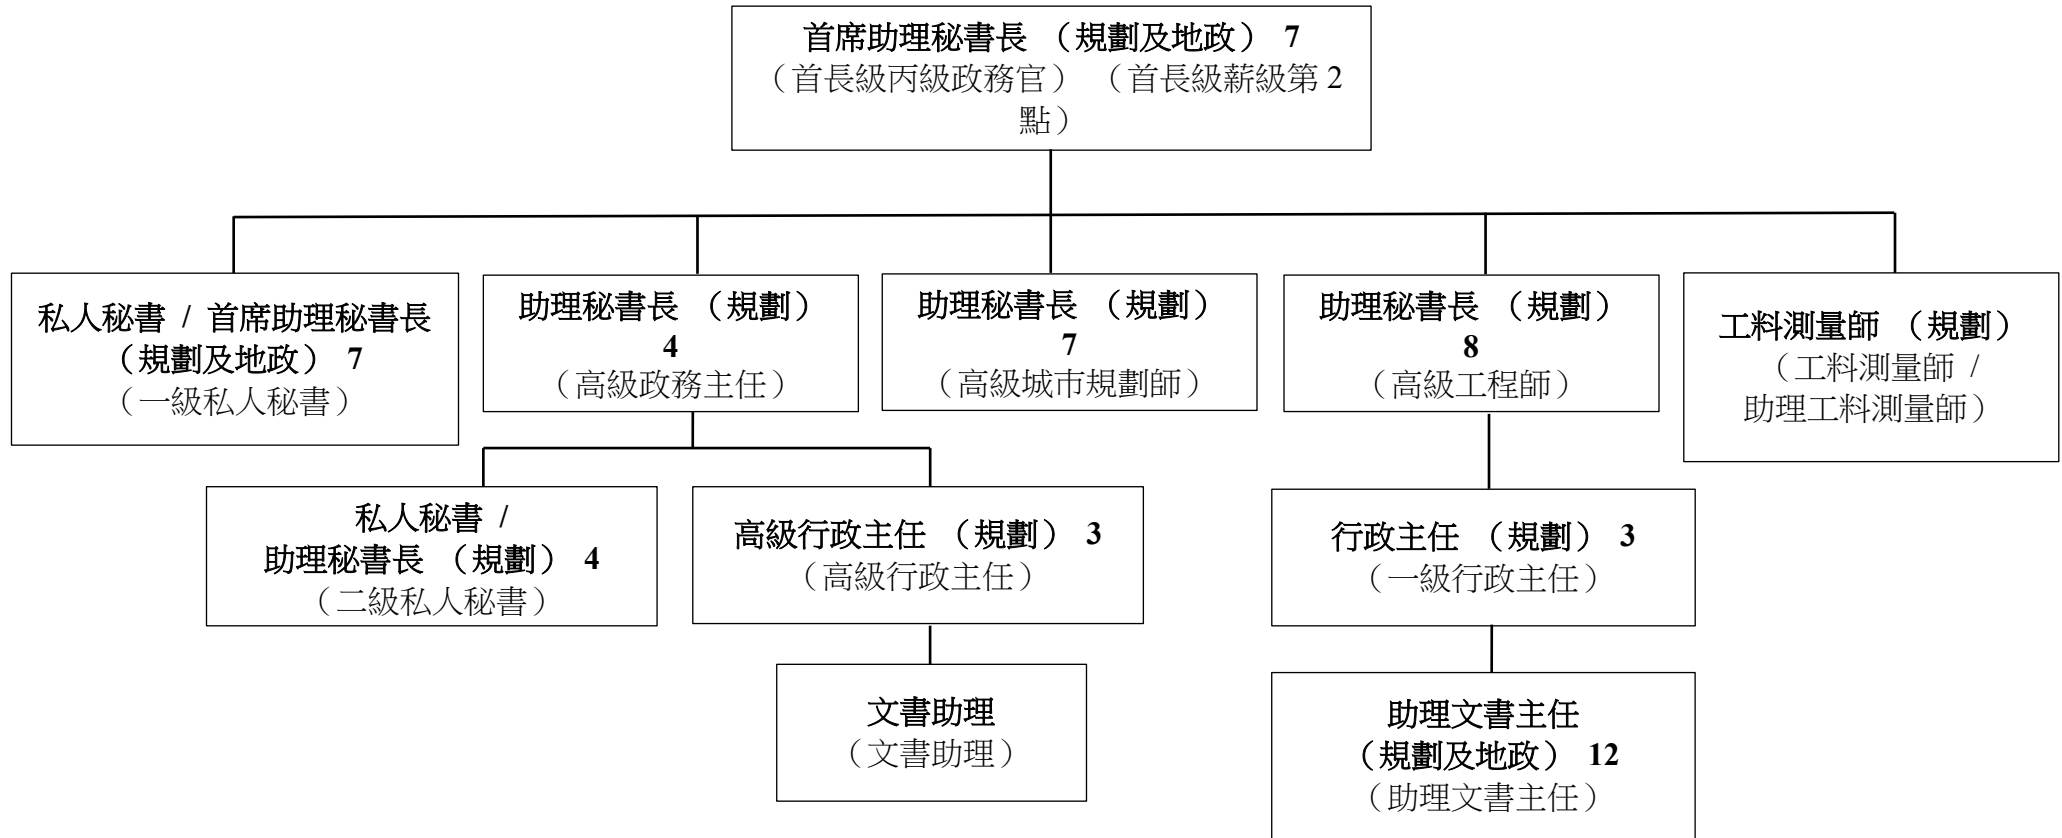 首席助理秘書長 （規劃及地政） 7
（首長級丙級政務官） （首長級薪級第 2
點）
私人秘書 / 首席助理秘書長
（規劃及地政） 7
（一級私人秘書）
助理秘書長 （規劃）
4
（高級政務主任）
助理秘書長 （規劃）
7
（高級城市規劃師）
助理秘書長 （規劃）
8
（高級工程師）
工料測量師 （規劃）
（工料測量師 /
助理工料測量師）
私人秘書 /
助理秘書長 （規劃） 4
（二級私人秘書）
高級行政主任 （規劃） 3
（高級行政主任）
行政主任 （規劃） 3
（一級行政主任）
文書助理
（文書助理）
助理文書主任
（規劃及地政） 12
（助理文書主任）